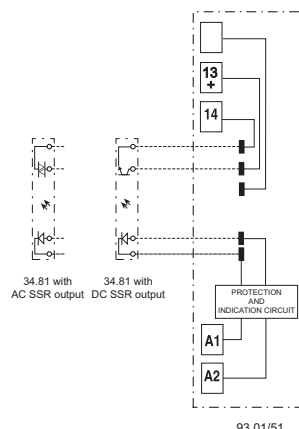 13
+
14
34.81 with
AC SSR output
34.81 with
DC SSR output
PROTECTION
AND
INDICATION CIRCUIT
A1
A2
93.01/51